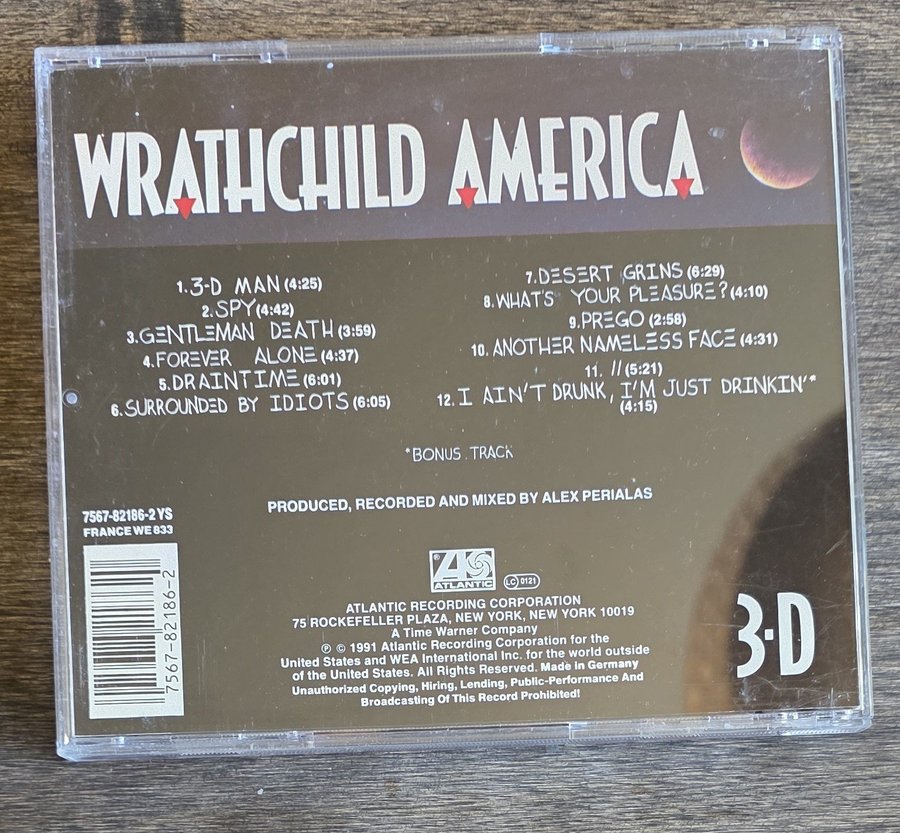 WRATHCHILD AMERICA
1. 3-D MAN (4:25)
2. SPY (4:42)
3. GENTLEMAN DEATH (3:59)
4. FOREVER ALONE (4:37)
5. DRAINTIME (6:01)
6. SURROUNDED BY IDIOTS (6:05)
7. DESERT GRINS (6:29)
8. WHAT'S YOUR PLEASURE? (4:10)
9. PREGO (2:58)
10. ANOTHER NAMELESS FACE (4:31)
11. // (5:21)
12. I AIN'T DRUNK, I'M JUST DRINKIN'*
(4:15)
*BONUS TRACK
PRODUCED, RECORDED AND MIXED BY ALEX PERIALAS
7567-82186-2 YS
FRANCE WE 833
7567-82186-2
ATLANTIC
LC 0121
ATLANTIC RECORDING CORPORATION
75 ROCKEFELLER PLAZA, NEW YORK, NEW YORK 10019
A Time Warner Company
℗ © 1991 Atlantic Recording Corporation for the
United States and WEA International Inc. for the world outside
of the United States. All Rights Reserved. Made in Germany
Unauthorized Copying, Hiring, Lending, Public-Performance And
Broadcasting Of This Record Prohibited!
3-D